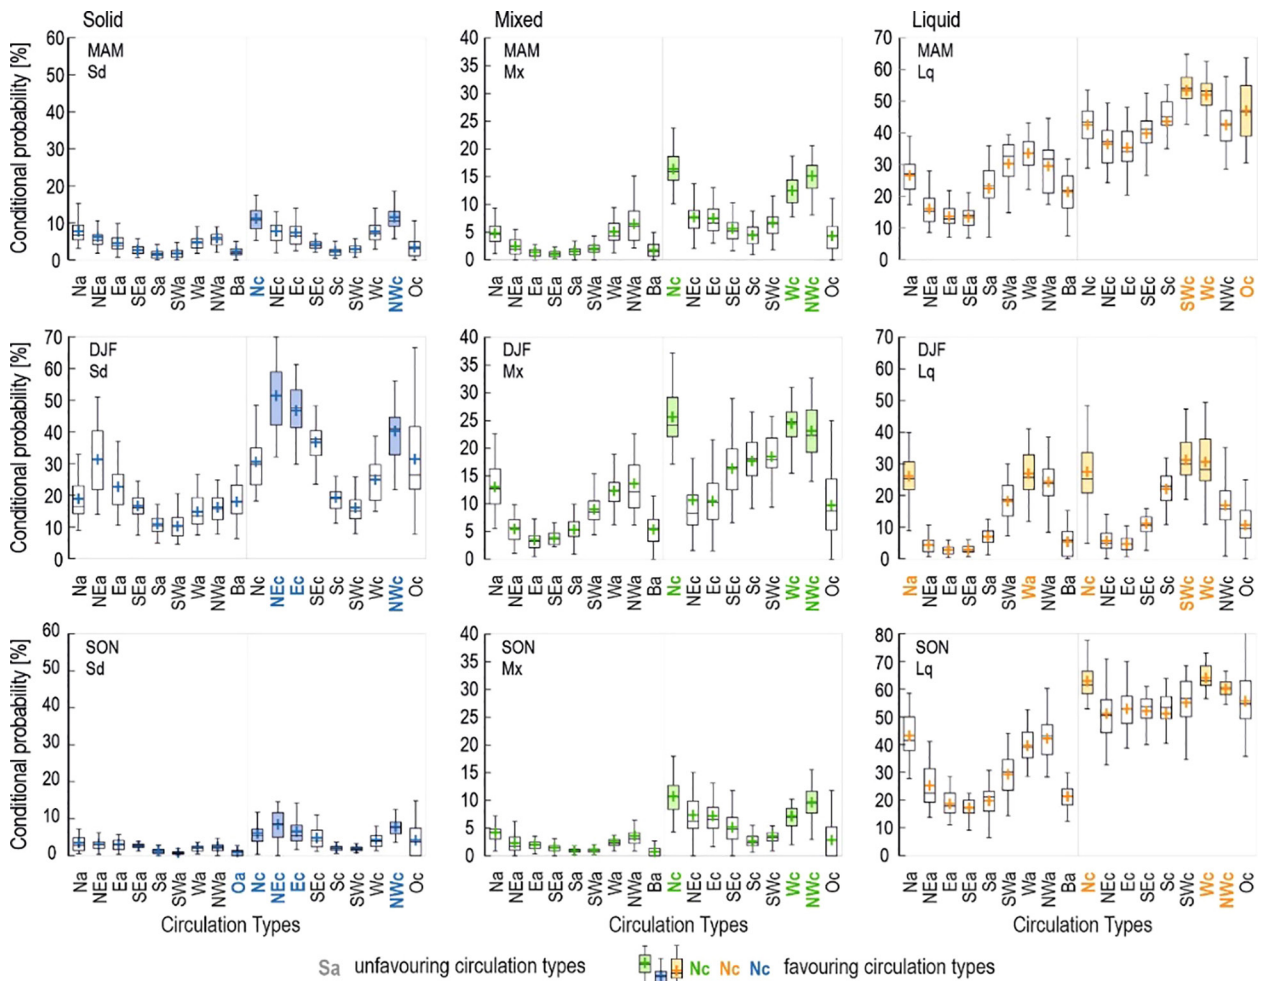 Solid
Mixed
Liquid
Conditional probability [%]
60
50
40
30
20
10
0
MAM
Sd
Na NEa Ea SEa Sa SWa Wa NWa Ba Nc NEc Ec SEc Sc SWc Wc NWc Oc
40
35
30
25
20
15
10
5
0
MAM
Mx
Na NEa Ea SEa Sa SWa Wa NWa Ba Nc NEc Ec SEc Sc SWc Wc NWc Oc
70
60
50
40
30
20
10
0
MAM
Lq
Na NEa Ea SEa Sa SWa Wa NWa Ba Nc NEc Ec SEc Sc SWc Wc NWc Oc
Conditional probability [%]
70
60
50
40
30
20
10
0
DJF
Sd
Na NEa Ea SEa Sa SWa Wa NWa Ba Nc NEc Ec SEc Sc SWc Wc NWc Oc
40
35
30
25
20
15
10
5
0
DJF
Mx
Na NEa Ea SEa Sa SWa Wa NWa Ba Nc NEc Ec SEc Sc SWc Wc NWc Oc
70
60
50
40
30
20
10
0
DJF
Lq
Na NEa Ea SEa Sa SWa Wa NWa Ba Nc NEc Ec SEc Sc SWc Wc NWc Oc
Conditional probability [%]
60
50
40
30
20
10
0
SON
Sd
Na NEa Ea SEa Sa SWa Wa NWa Oa Nc NEc Ec SEc Sc SWc Wc NWc Oc
Circulation Types
40
35
30
25
20
15
10
5
0
SON
Mx
Na NEa Ea SEa Sa SWa Wa NWa Ba Nc NEc Ec SEc Sc SWc Wc NWc Oc
Circulation Types
80
70
60
50
40
30
20
10
0
SON
Lq
Na NEa Ea SEa Sa SWa Wa NWa Ba Nc NEc Ec SEc Sc SWc Wc NWc Oc
Circulation Types
Sa unfavouring circulation types
Nc Nc Nc favouring circulation types